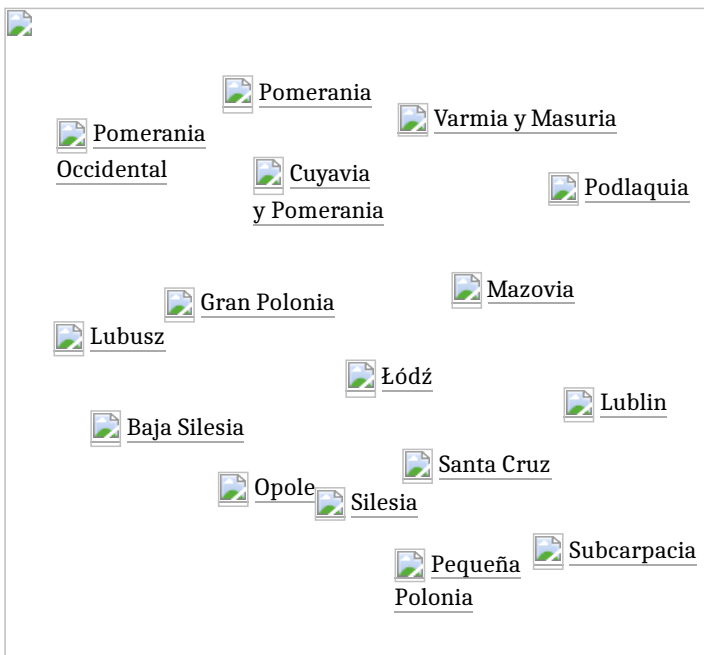 Pomerania
Varmia y Masuria
Pomerania
Occidental
Cuyavia
y Pomerania
Podlaquia
Mazovia
Gran Polonia
Lubusz
Łódź
Lublin
Baja Silesia
Santa Cruz
Opole
Silesia
Subcarpacia
Pequeña
Polonia